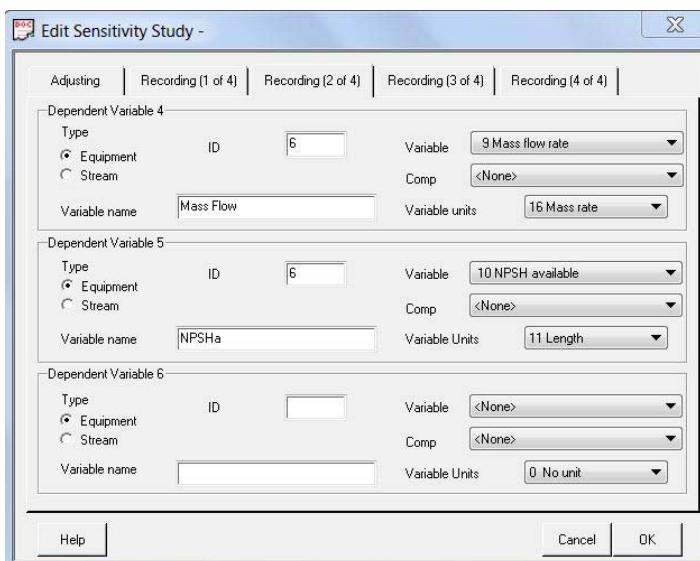 Edit Sensitivity Study -
Adjusting Recording (1 of 4) Recording (2 of 4) Recording (3 of 4) Recording (4 of 4)
Dependent Variable 4
Type
Equipment
Stream
ID 6
Variable 9 Mass flow rate
Comp <None>
Variable name Mass Flow
Variable units 16 Mass rate
Dependent Variable 5
Type
Equipment
Stream
ID 6
Variable 10 NPSH available
Comp <None>
Variable name NPSHa
Variable Units 11 Length
Dependent Variable 6
Type
Equipment
Stream
ID
Variable <None>
Comp <None>
Variable name
Variable Units 0 No unit
Help Cancel OK